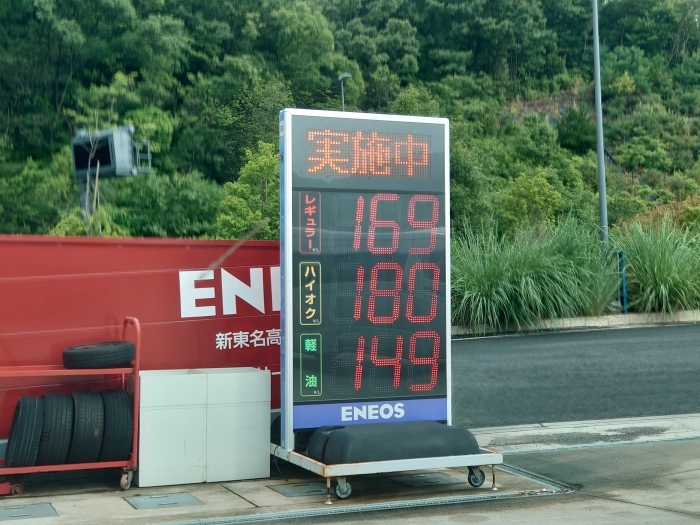 実施中
レギュラー 169
ハイオク 180
軽油 149
ENEOS
EN
新東名高